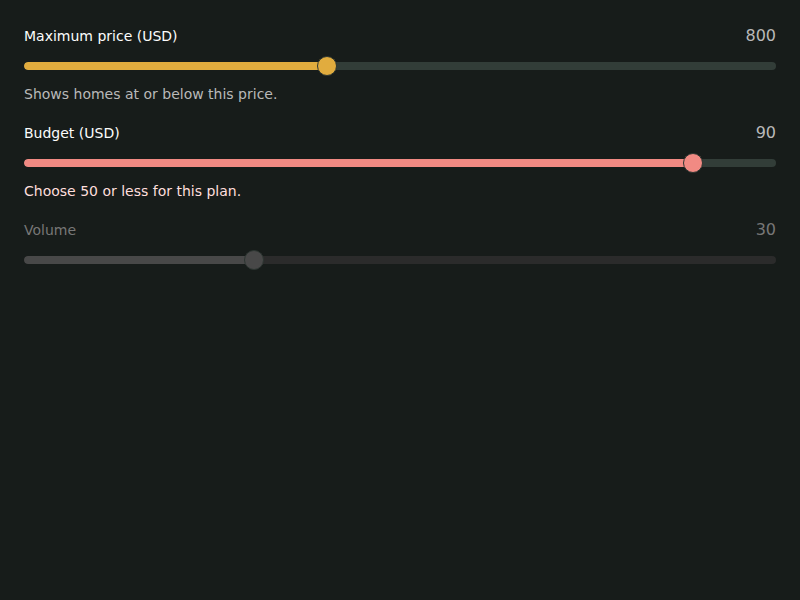 Maximum price (USD) 800
Shows homes at or below this price.
Budget (USD) 90
Choose 50 or less for this plan.
Volume 30